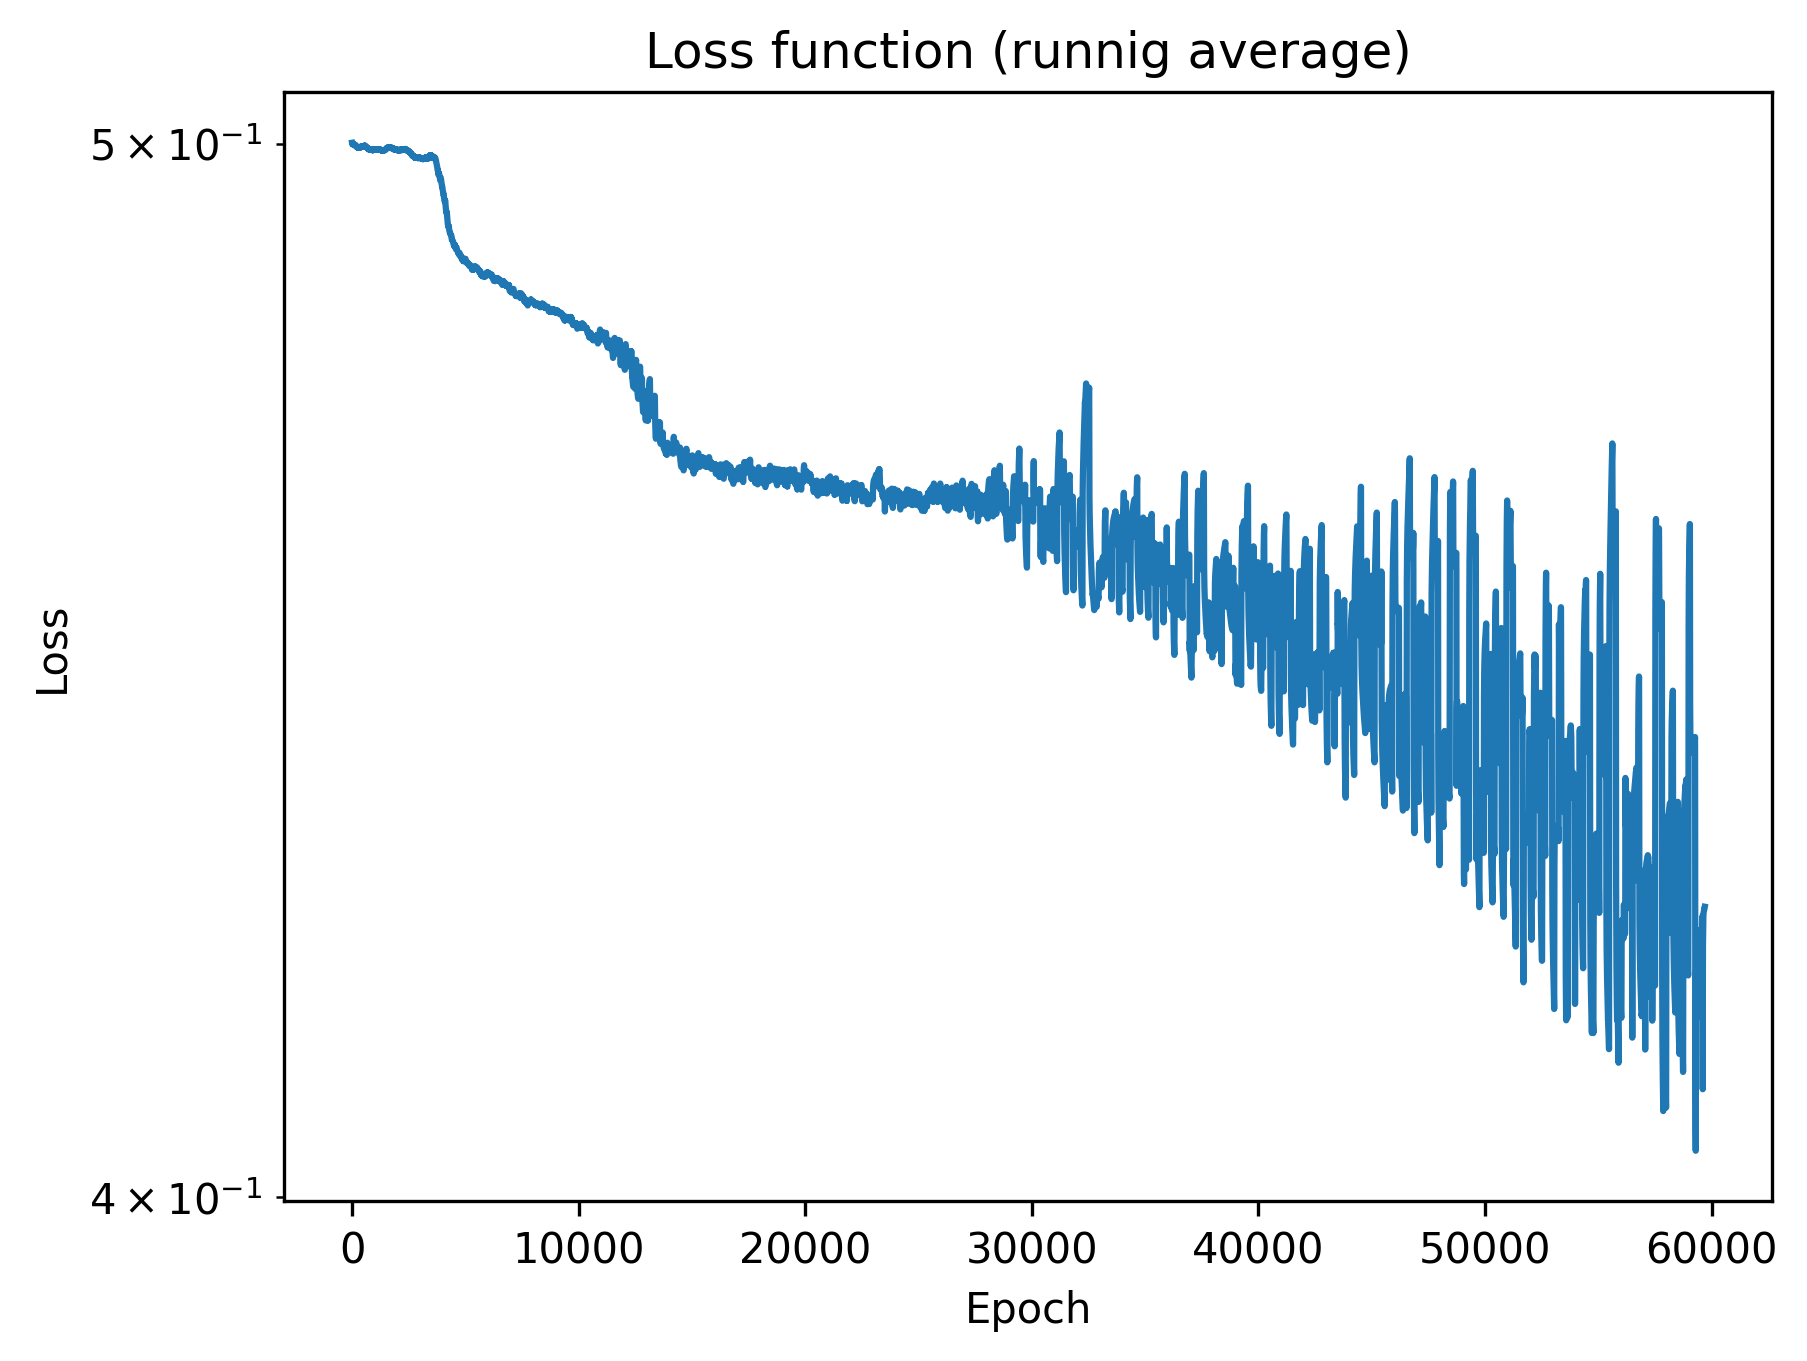 Loss function (runnig average)
5 × 10⁻¹
Loss
4 × 10⁻¹
0 10000 20000 30000 40000 50000 60000
Epoch